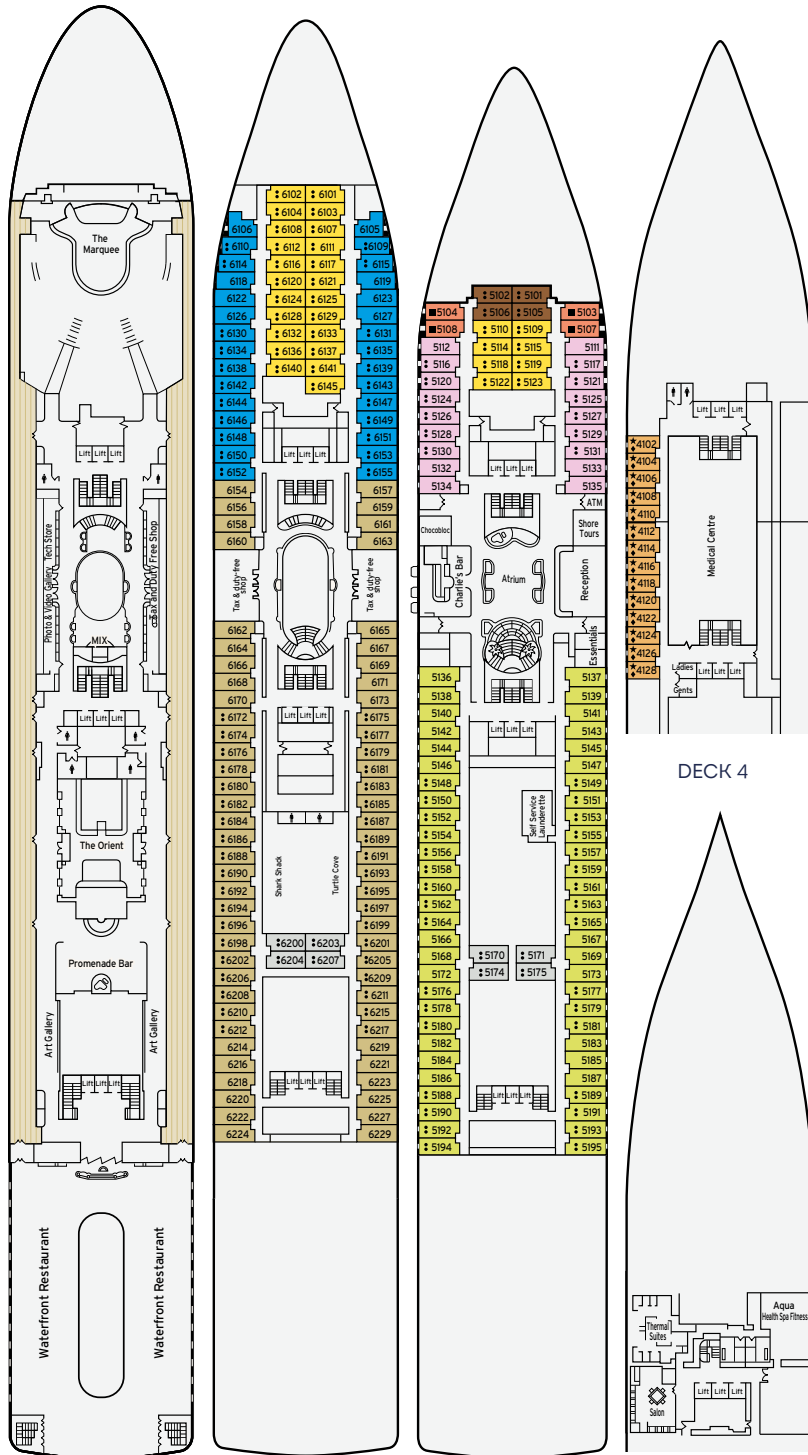 The
Marquee
Lift Lift Lift
Photo & Video Gallery Tech Store
Tax and Duty Free Shop
MIX
Lift Lift Lift
The Orient
Promenade Bar
Art Gallery
Art Gallery
Lift Lift Lift
Waterfront Restaurant
Waterfront Restaurant
6102 6101
6104 6103
6106 6108 6107 6105
6110 6112 6111 6109
6114 6116 6117 6115
6118 6120 6121 6119
6122 6124 6125 6123
6126 6128 6129 6127
6130 6132 6133 6131
6134 6136 6137 6135
6138 6140 6141 6139
6142 6145 6143
6144 6147
6146 6149
6148 6151
6150 Lift Lift Lift 6153
6152 6155
6154 6157
6156 6159
6158 6161
6160 6163
Tax & duty-free
shop
Tax & duty-free
shop
6162 6165
6164 6167
6166 6169
6168 6171
6170 6173
6172 Lift Lift Lift 6175
6174 6177
6176 6179
6178 6181
6180 6183
6182 6185
6184 6187
6186 6189
6188 6191
6190 6193
6192 6195
6194 6197
6196 6199
Shark Shack
Turtle Cove
6198 6200 6203 6201
6202 6204 6207 6205
6206 6209
6208 6211
6210 6215
6212 6217
6214 6219
6216 6221
6218 Lift Lift Lift 6223
6220 6225
6222 6227
6224 6229
5102 5101
5104 5106 5105 5103
5108 5110 5109 5107
5112 5114 5115 5111
5116 5118 5119 5117
5120 5122 5123 5121
5124 5125
5126 5127
5128 5129
5130 5131
5132 Lift Lift Lift 5133
5134 5135
ATM
Chocobloc
Shore
Tours
Charlie's Bar
Atrium
Reception
Essentials
5136 5137
5138 5139
5140 5141
5142 Lift Lift Lift 5143
5144 5145
5146 5147
5148 5149
5150 5151
5152 5153
5154 5155
Self Service
Launderette
5156 5157
5158 5159
5160 5161
5162 5163
5164 5165
5166 5167
5168 5170 5171 5169
5172 5174 5175 5173
5176 5177
5178 5179
5180 5181
5182 5183
5184 5185
5186 5187
5188 Lift Lift Lift 5189
5190 5191
5192 5193
5194 5195
Lift Lift Lift
4102
4104
4106
4108
4110
4112
4114
4116
4118
4120
4122
4124
4126
4128
Medical Centre
Ladies
Lift Lift Lift
Gents
DECK 4
Aqua
Health Spa Fitness
Thermal
Suites
Lift Lift Lift
Salon